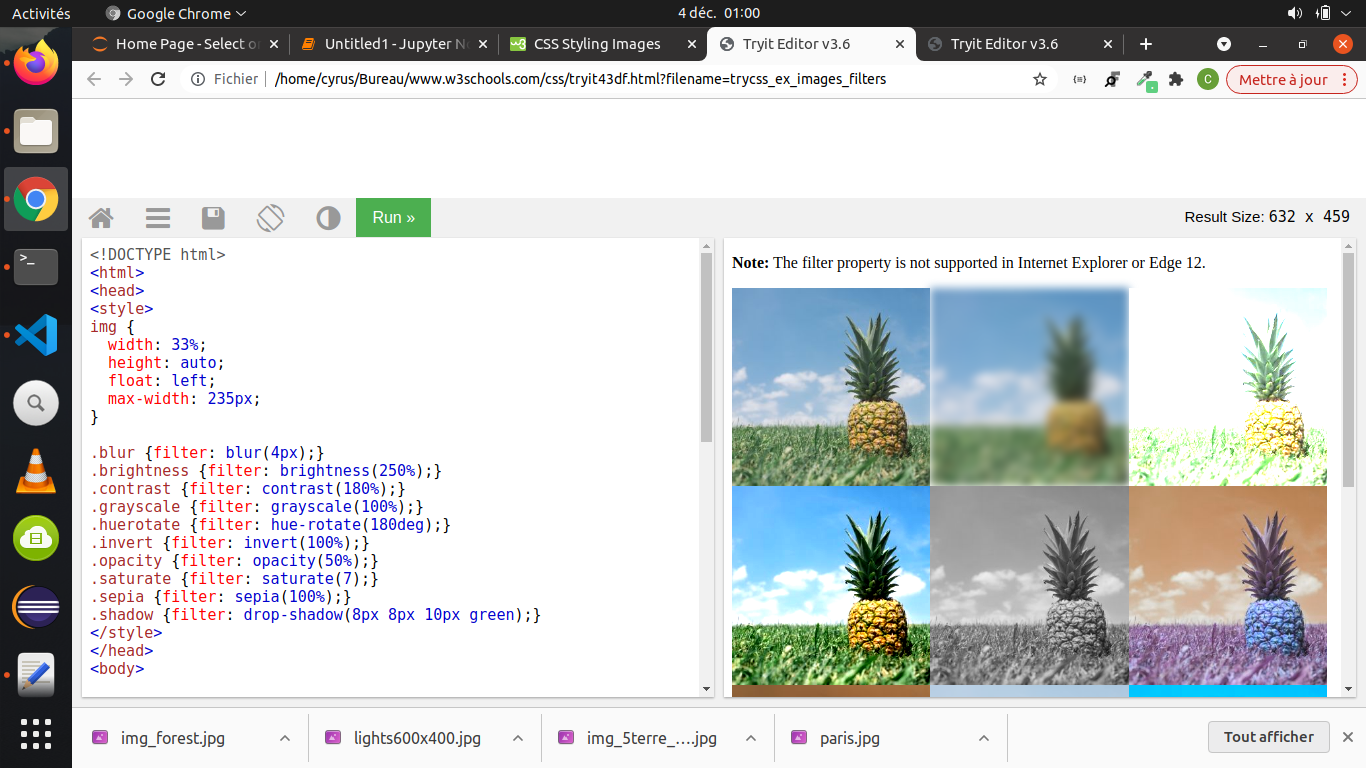 Activités
Google Chrome
4 déc. 01:00
Home Page - Select o
Untitled1 - Jupyter No
CSS Styling Images
Tryit Editor v3.6
Tryit Editor v3.6
Fichier
/home/cyrus/Bureau/www.w3schools.com/css/tryit43df.html?filename=trycss_ex_images_filters
C
Mettre à jour
Run »
Result Size: 632 x 459
<!DOCTYPE html>
<html>
<head>
<style>
img {
  width: 33%;
  height: auto;
  float: left;
  max-width: 235px;
}
.blur {filter: blur(4px);}
.brightness {filter: brightness(250%);}
.contrast {filter: contrast(180%);}
.grayscale {filter: grayscale(100%);}
.huerotate {filter: hue-rotate(180deg);}
.invert {filter: invert(100%);}
.opacity {filter: opacity(50%);}
.saturate {filter: saturate(7);}
.sepia {filter: sepia(100%);}
.shadow {filter: drop-shadow(8px 8px 10px green);}
</style>
</head>
<body>
Note: The filter property is not supported in Internet Explorer or Edge 12.
img_forest.jpg
lights600x400.jpg
img_5terre_....jpg
paris.jpg
Tout afficher